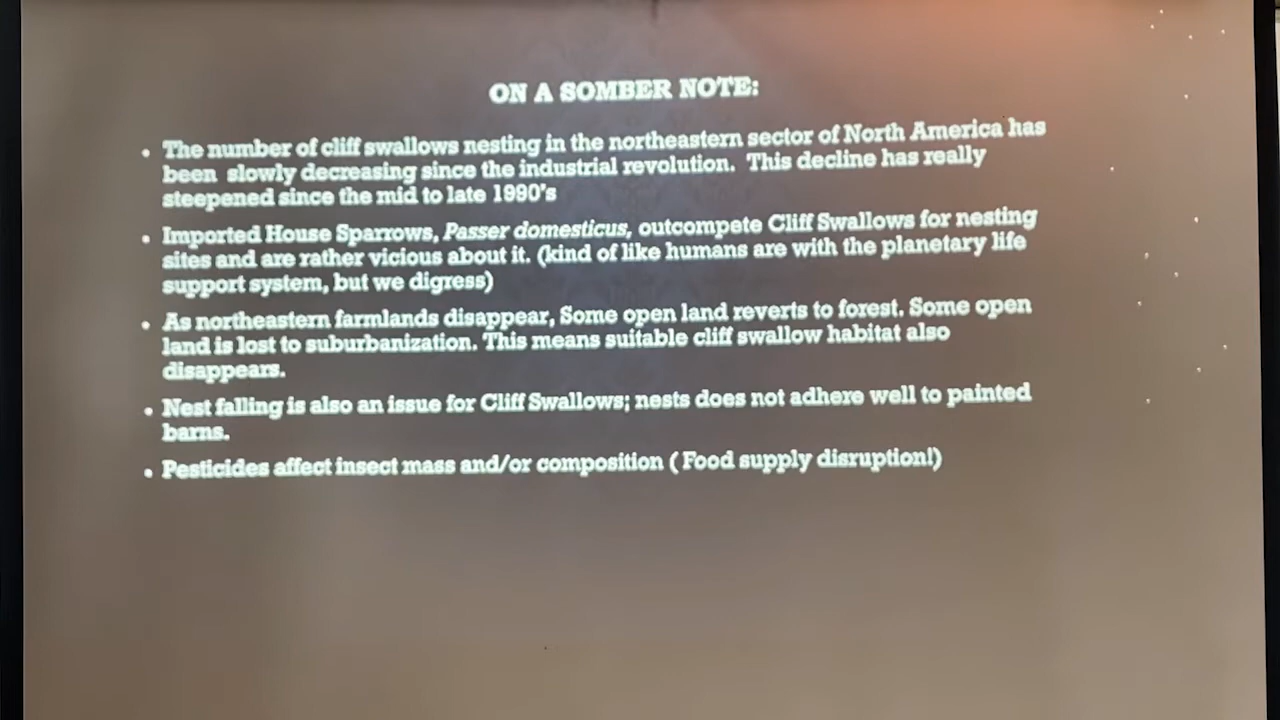 ON A SOMBER NOTE:
• The number of cliff swallows nesting in the northeastern sector of North America has
been slowly decreasing since the industrial revolution. This decline has really
steepened since the mid to late 1990's
• Imported House Sparrows, Passer domesticus, outcompete Cliff Swallows for nesting
sites and are rather vicious about it. (kind of like humans are with the planetary life
support system, but we digress)
• As northeastern farmlands disappear, Some open land reverts to forest. Some open
land is lost to suburbanization. This means suitable cliff swallow habitat also
disappears.
• Nest falling is also an issue for Cliff Swallows; nests does not adhere well to painted
barns.
• Pesticides affect insect mass and/or composition ( Food supply disruption!)